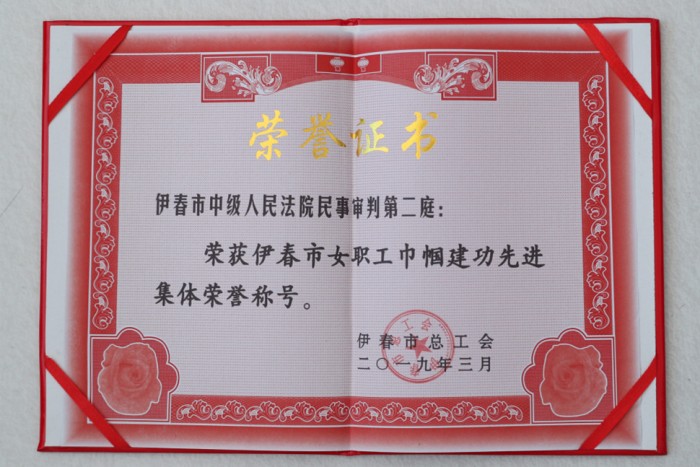 荣誉证书
伊春市中级人民法院民事审判第二庭：
荣获伊春市女职工巾帼建功先进
集体荣誉称号。
伊春市总工会
二〇一九年三月